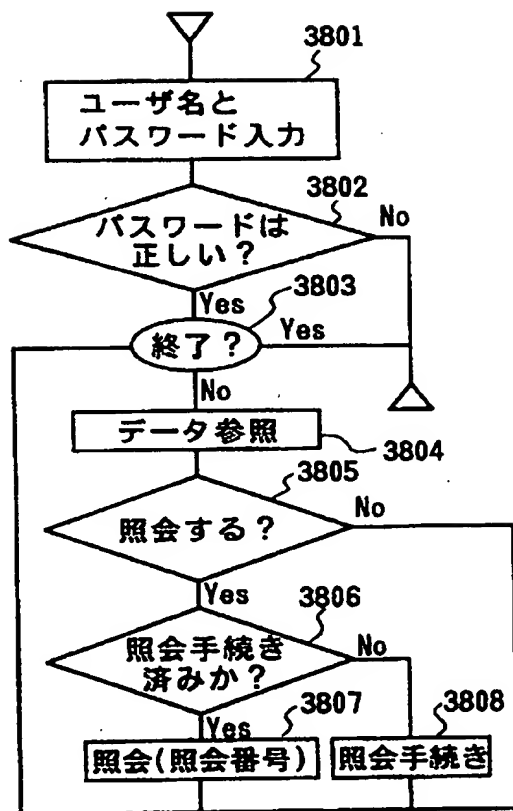 3801
ユーザ名と
パスワード入力
3802
パスワードは
正しい？
No
Yes
3803
終了？
Yes
No
データ参照
3804
3805
照会する？
No
Yes
3806
照会手続き
済みか？
No
Yes
3807
照会(照会番号)
3808
照会手続き